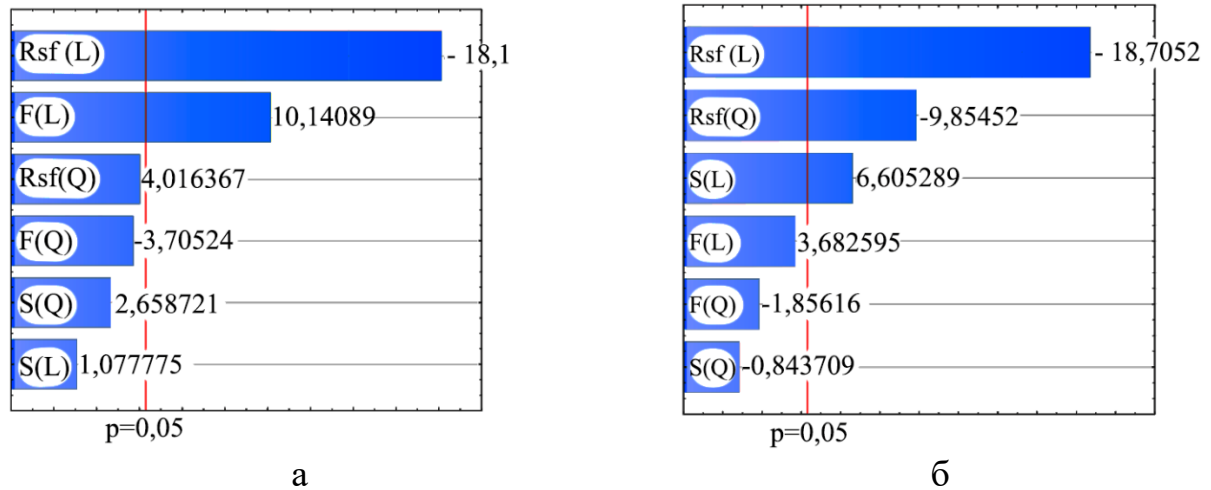 Rsf (L)
- 18,1
F(L)
10,14089
Rsf(Q)
4,016367
F(Q)
-3,70524
S(Q)
2,658721
S(L)
1,077775
p=0,05
а
Rsf (L)
- 18,7052
Rsf(Q)
-9,85452
S(L)
6,605289
F(L)
3,682595
F(Q)
-1,85616
S(Q)
-0,843709
p=0,05
б